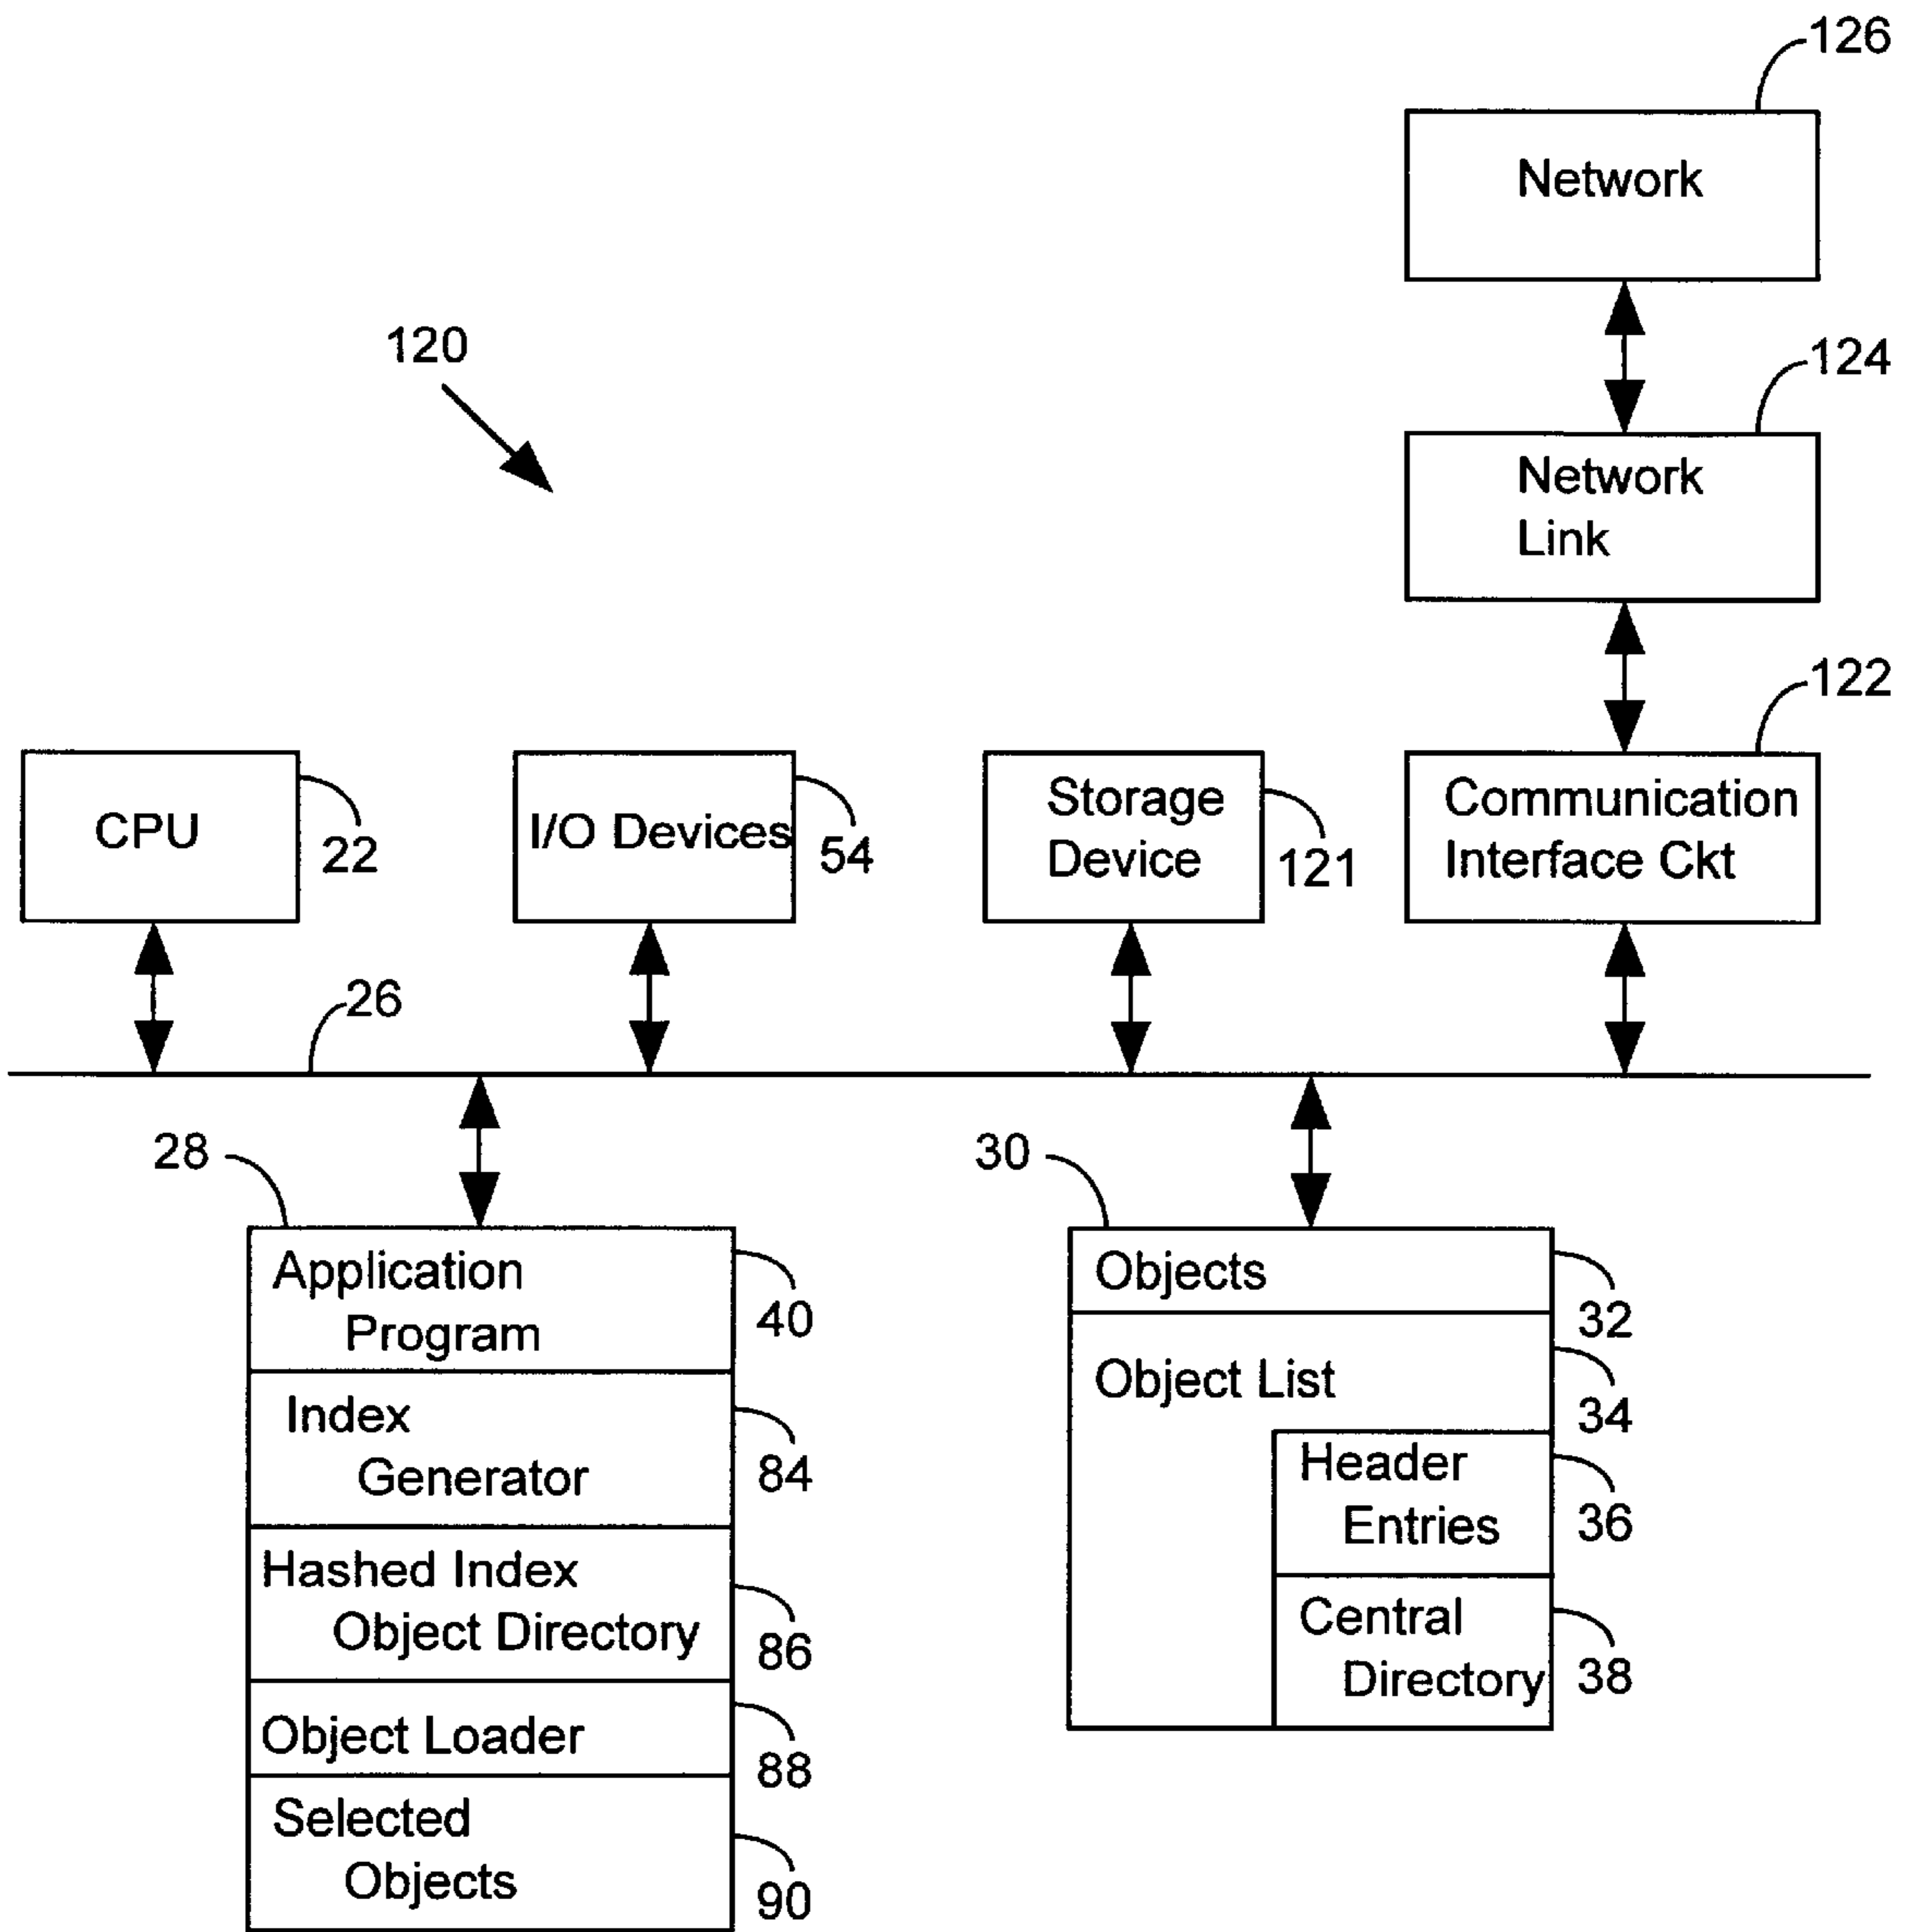 126
Network
120
124
Network
Link
122
CPU
22
I/O Devices
54
Storage
Device
121
Communication
Interface Ckt
26
28
Application
Program
40
Index
Generator
84
Hashed Index
Object Directory
86
Object Loader
88
Selected
Objects
90
30
Objects
32
Object List
34
Header
Entries
36
Central
Directory
38